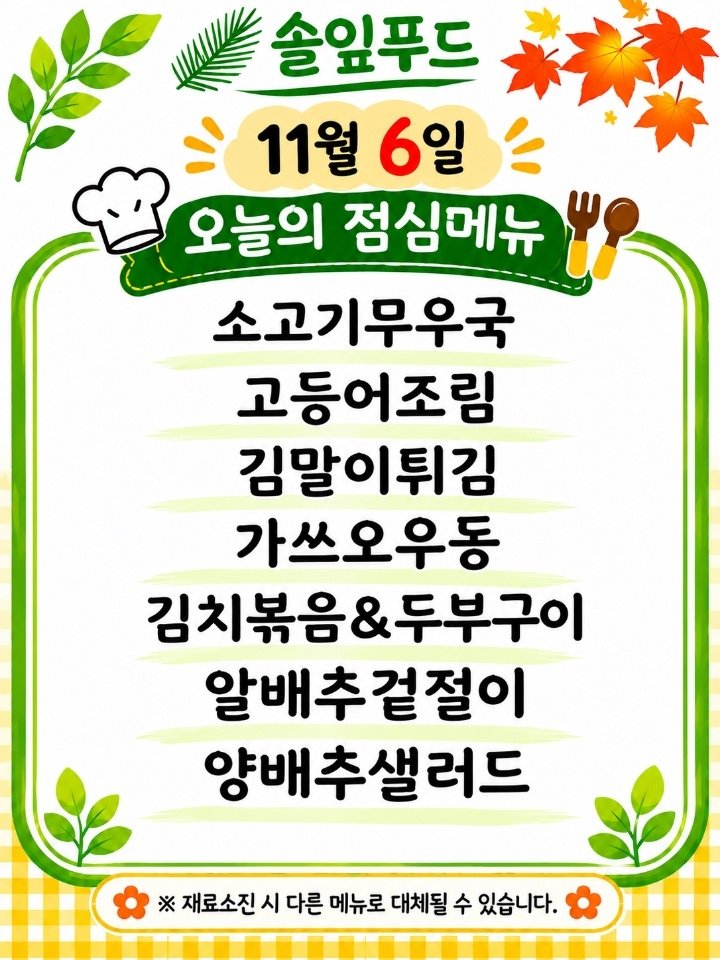 솔잎푸드
11월 6일
오늘의 점심메뉴
소고기무우국
고등어조림
김말이튀김
가쓰오우동
김치볶음&두부구이
알배추겉절이
양배추샐러드
※ 재료소진 시 다른 메뉴로 대체될 수 있습니다.